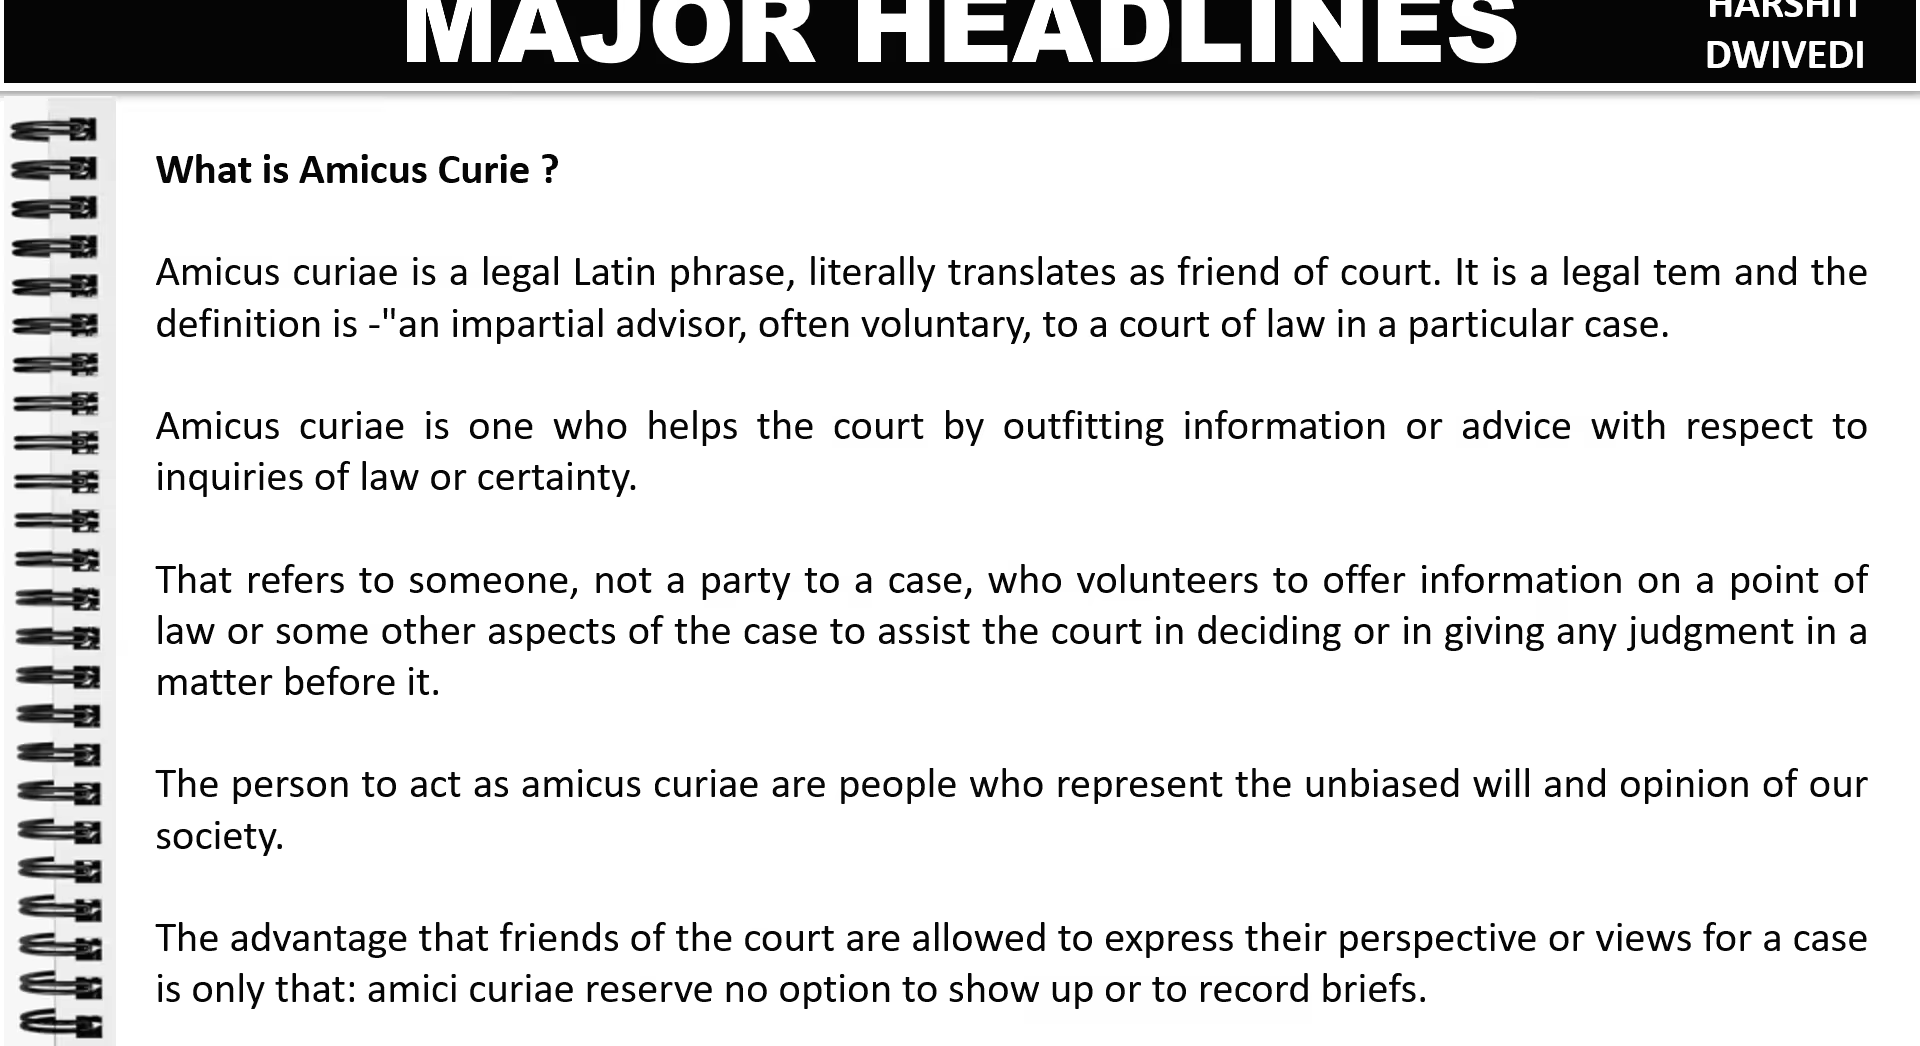 MAJOR HEADLINES
HARSHIT
DWIVEDI
What is Amicus Curie ?
Amicus curiae is a legal Latin phrase, literally translates as friend of court. It is a legal tem and the
definition is -"an impartial advisor, often voluntary, to a court of law in a particular case.
Amicus curiae is one who helps the court by outfitting information or advice with respect to
inquiries of law or certainty.
That refers to someone, not a party to a case, who volunteers to offer information on a point of
law or some other aspects of the case to assist the court in deciding or in giving any judgment in a
matter before it.
The person to act as amicus curiae are people who represent the unbiased will and opinion of our
society.
The advantage that friends of the court are allowed to express their perspective or views for a case
is only that: amici curiae reserve no option to show up or to record briefs.